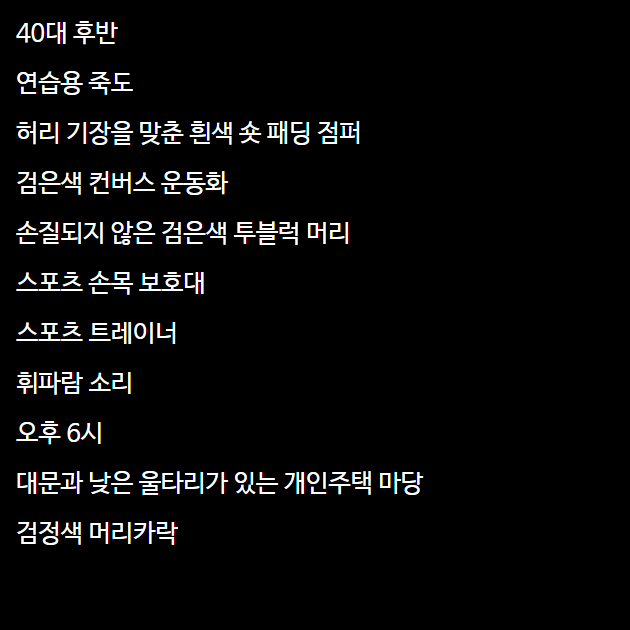 40대 후반
연습용 죽도
허리 기장을 맞춘 흰색 숏 패딩 점퍼
검은색 컨버스 운동화
손질되지 않은 검은색 투블럭 머리
스포츠 손목 보호대
스포츠 트레이너
휘파람 소리
오후 6시
대문과 낮은 울타리가 있는 개인주택 마당
검정색 머리카락